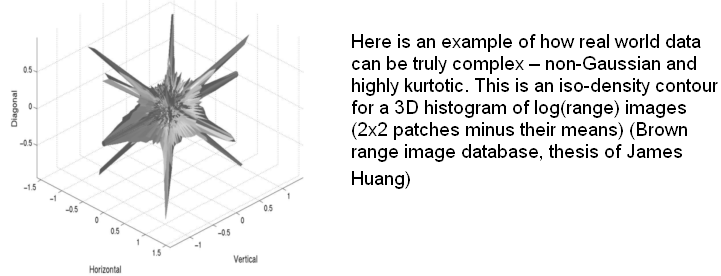 Here is an example of how real world data
can be truly complex – non-Gaussian and
highly kurtotic. This is an iso-density contour
for a 3D histogram of log(range) images
(2x2 patches minus their means) (Brown
range image database, thesis of James
Huang)
Diagonal
0.5
0
−0.5
−1.5
−1
−0.5
0
0.5
1
1.5
Horizontal
−1
−0.5
0
0.5
1
Vertical